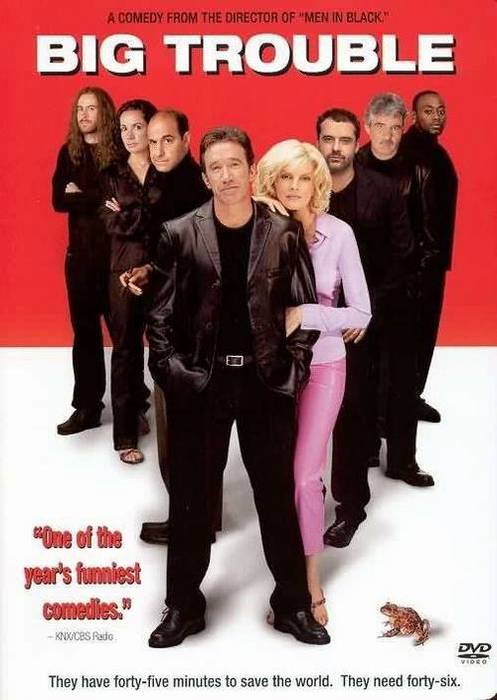 A COMEDY FROM THE DIRECTOR OF "MEN IN BLACK."
BIG TROUBLE
"One of the
year's funniest
comedies."
– KNX/CBS Radio
DVD
VIDEO
They have forty-five minutes to save the world. They need forty-six.